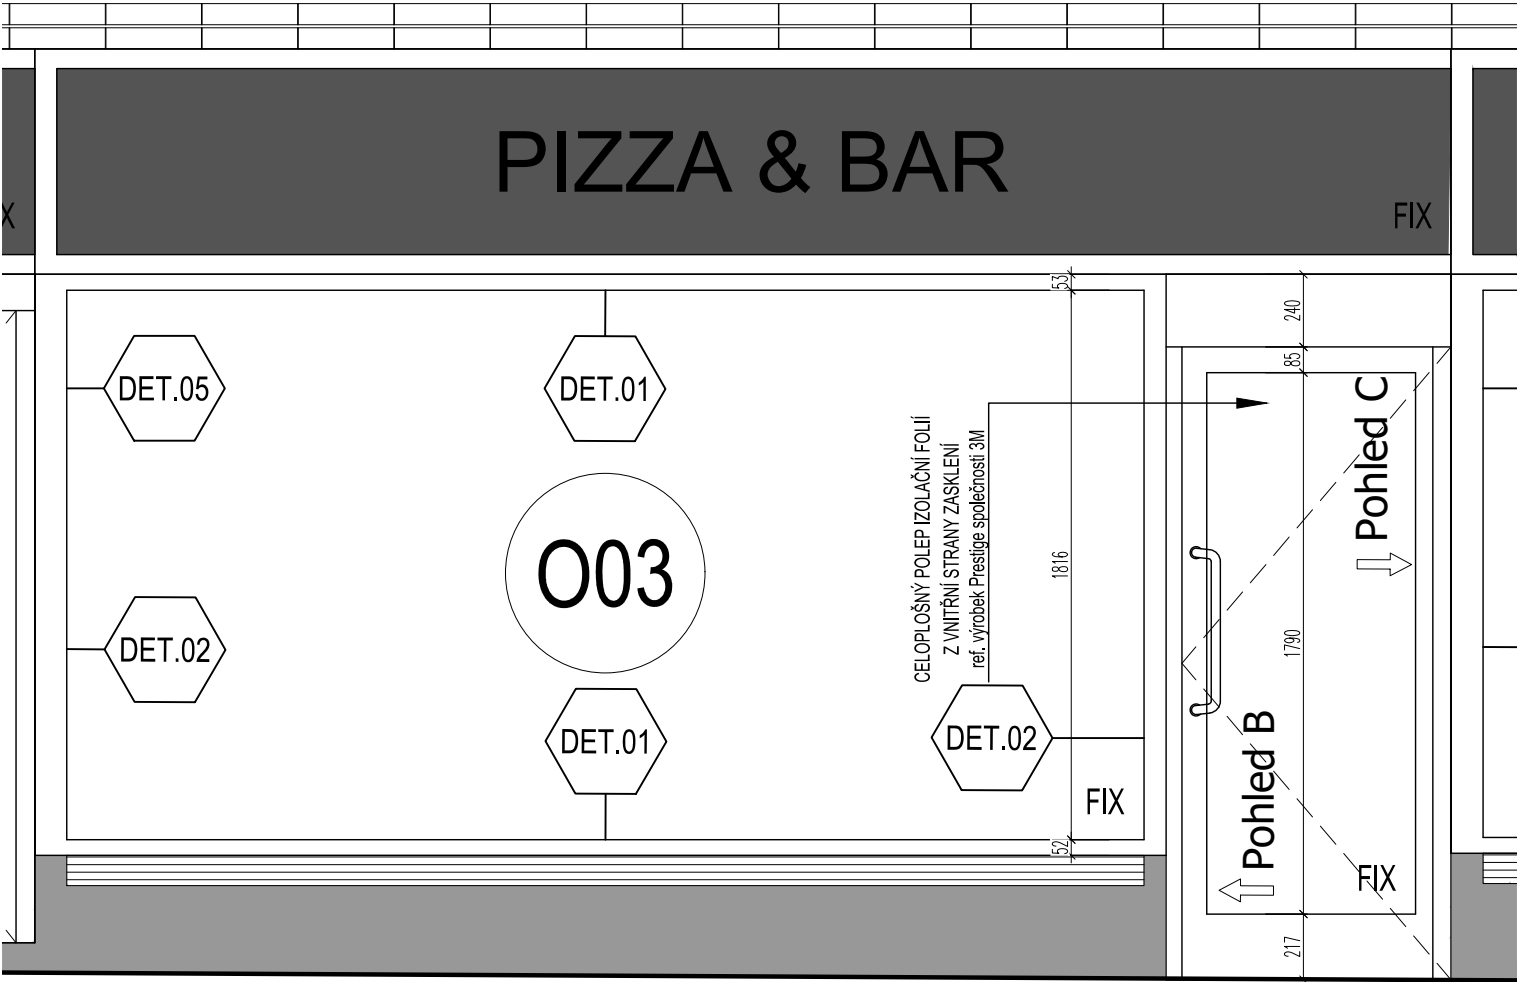 PIZZA & BAR
FIX
X
53
240
85
DET.05
DET.01
CELOPLOŠNÝ POLEP IZOLAČNÍ FOLIÍ
Z VNITŘNÍ STRANY ZASKLENÍ
ref. výrobek Prestige společnosti 3M
Pohled C
O03
1816
1790
DET.02
DET.01
DET.02
Pohled B
FIX
52
FIX
217